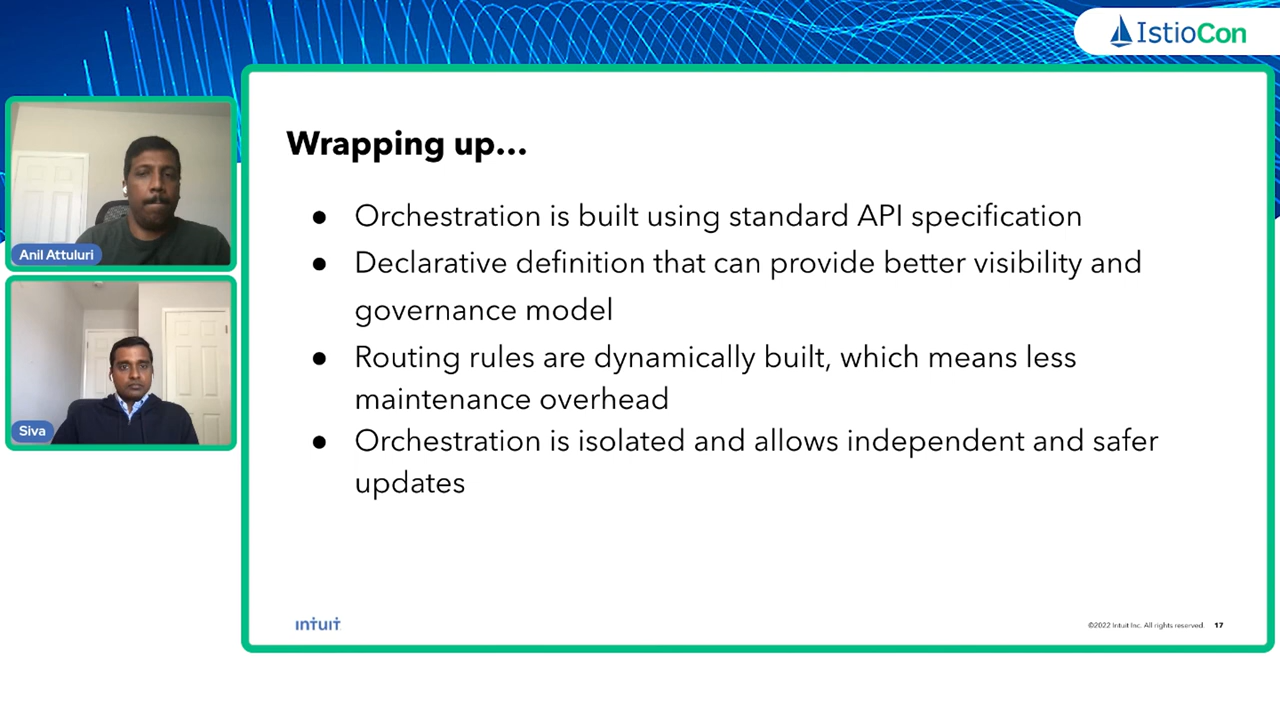 IstioCon
Anil Attuluri
Siva
Wrapping up...
● Orchestration is built using standard API specification
● Declarative definition that can provide better visibility and
governance model
● Routing rules are dynamically built, which means less
maintenance overhead
● Orchestration is isolated and allows independent and safer
updates
intuit
©2022 Intuit Inc. All rights reserved. 17